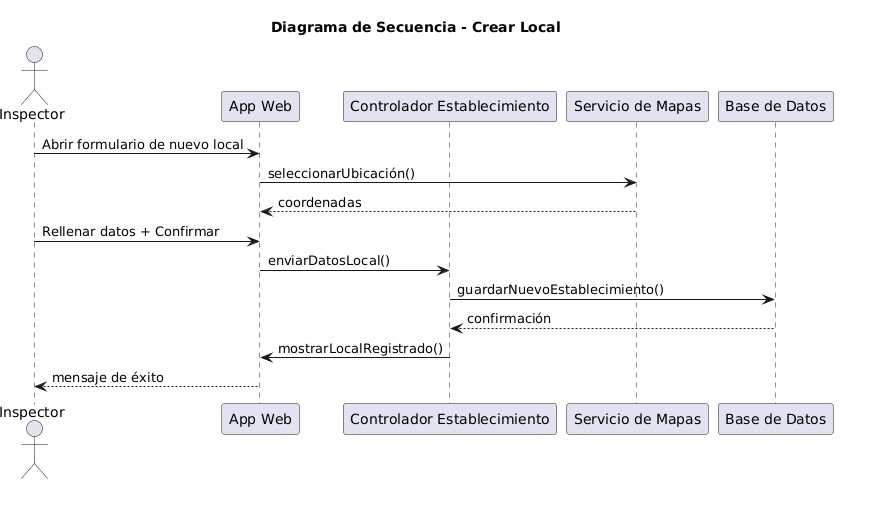 Diagrama de Secuencia - Crear Local
Inspector
App Web
Controlador Establecimiento
Servicio de Mapas
Base de Datos
Abrir formulario de nuevo local
seleccionarUbicación()
coordenadas
Rellenar datos + Confirmar
enviarDatosLocal()
guardarNuevoEstablecimiento()
confirmación
mostrarLocalRegistrado()
mensaje de éxito
Inspector
App Web
Controlador Establecimiento
Servicio de Mapas
Base de Datos